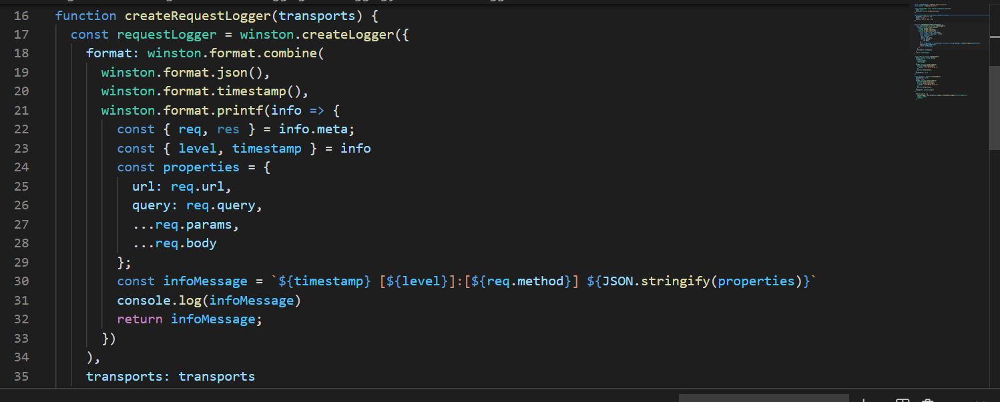 16 function createRequestLogger(transports) {
17   const requestLogger = winston.createLogger({
18     format: winston.format.combine(
19       winston.format.json(),
20       winston.format.timestamp(),
21       winston.format.printf(info => {
22         const { req, res } = info.meta;
23         const { level, timestamp } = info
24         const properties = {
25           url: req.url,
26           query: req.query,
27           ...req.params,
28           ...req.body
29         };
30         const infoMessage = `${timestamp} [${level}]:[${req.method}] ${JSON.stringify(properties)}`
31         console.log(infoMessage)
32         return infoMessage;
33       })
34     ),
35     transports: transports